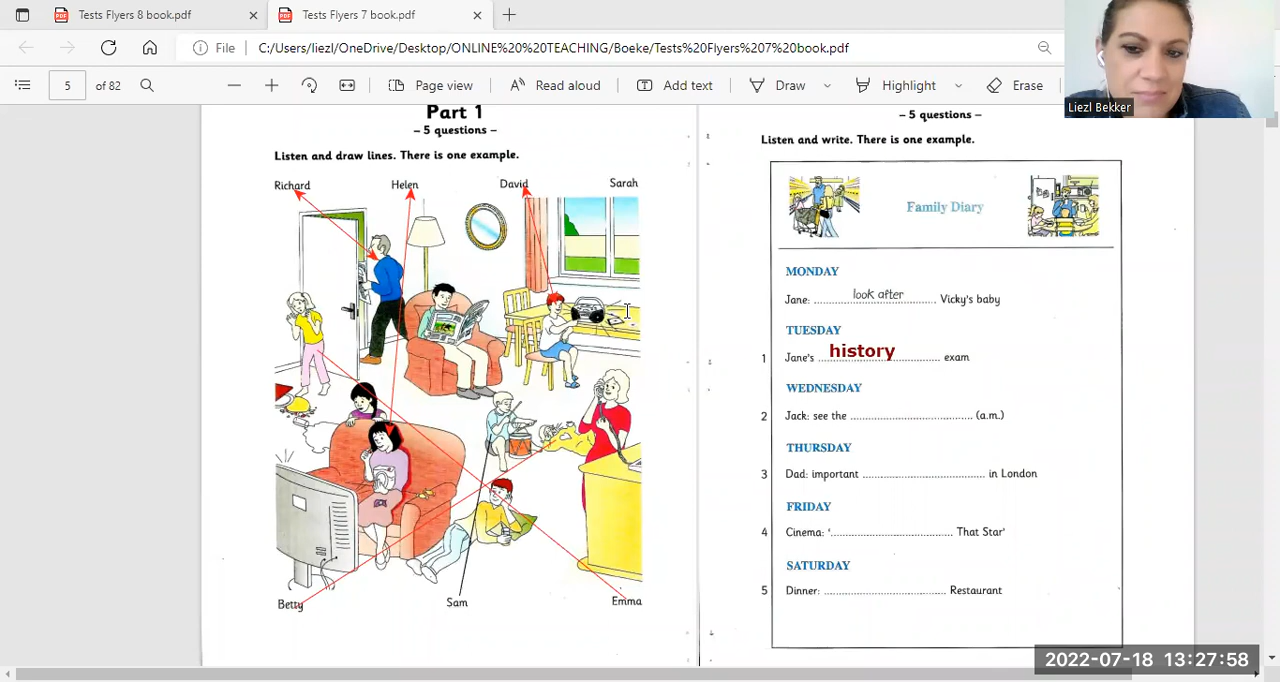 Tests Flyers 8 book.pdf
Tests Flyers 7 book.pdf
File
C:/Users/liezl/OneDrive/Desktop/ONLINE%20%20TEACHING/Boeke/Tests%20Flyers%207%20book.pdf
5 of 82
Page view
Read aloud
Add text
Draw
Highlight
Erase
Liezl Bekker
Part 1
– 5 questions –
Listen and draw lines. There is one example.
Richard Helen David Sarah
Betty Sam Emma
– 5 questions –
Listen and write. There is one example.
Family Diary
MONDAY
Jane: look after Vicky's baby
TUESDAY
1 Jane's history exam
WEDNESDAY
2 Jack: see the ........................ (a.m.)
THURSDAY
3 Dad: important ........................ in London
FRIDAY
4 Cinema: '........................ That Star'
SATURDAY
5 Dinner: ........................ Restaurant
2022-07-18 13:27:58